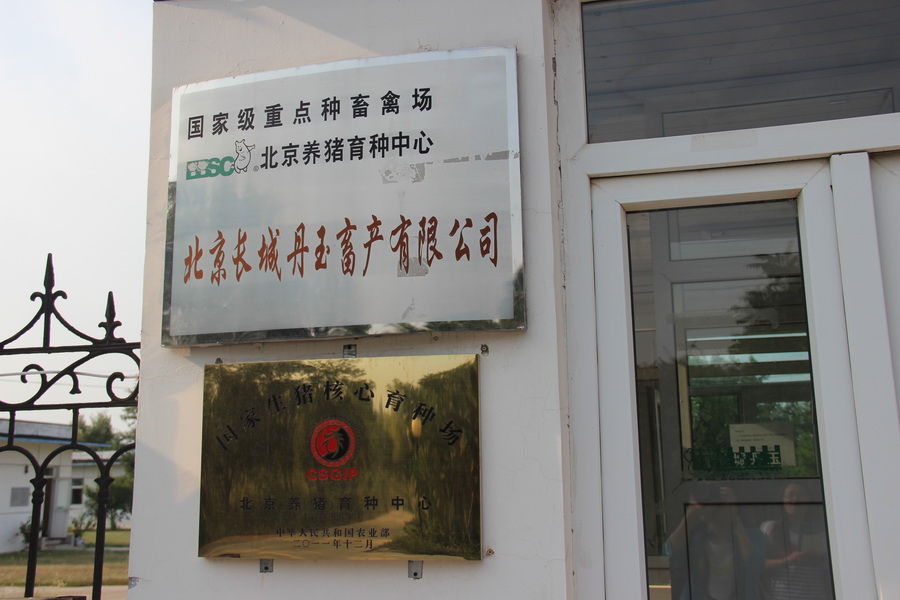 国家级重点种畜禽场
BBSC 北京养猪育种中心
北京长城丹玉畜产有限公司
国家生猪核心育种场
CSGIP
北京养猪育种中心
中华人民共和国农业部
二〇一一年十二月